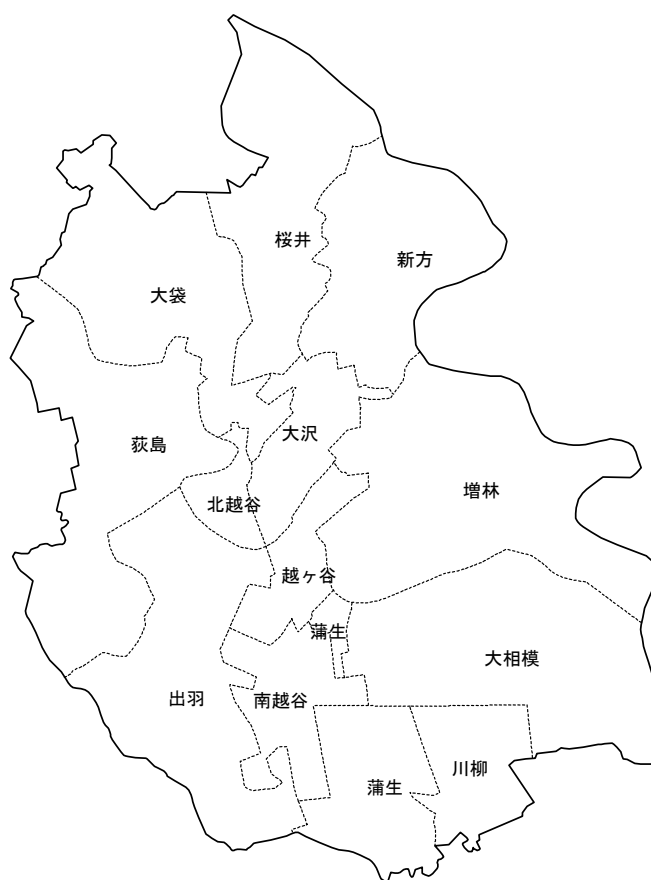 桜井
新方
大袋
大沢
荻島
増林
北越谷
越ヶ谷
蒲生
大相模
出羽
南越谷
川柳
蒲生